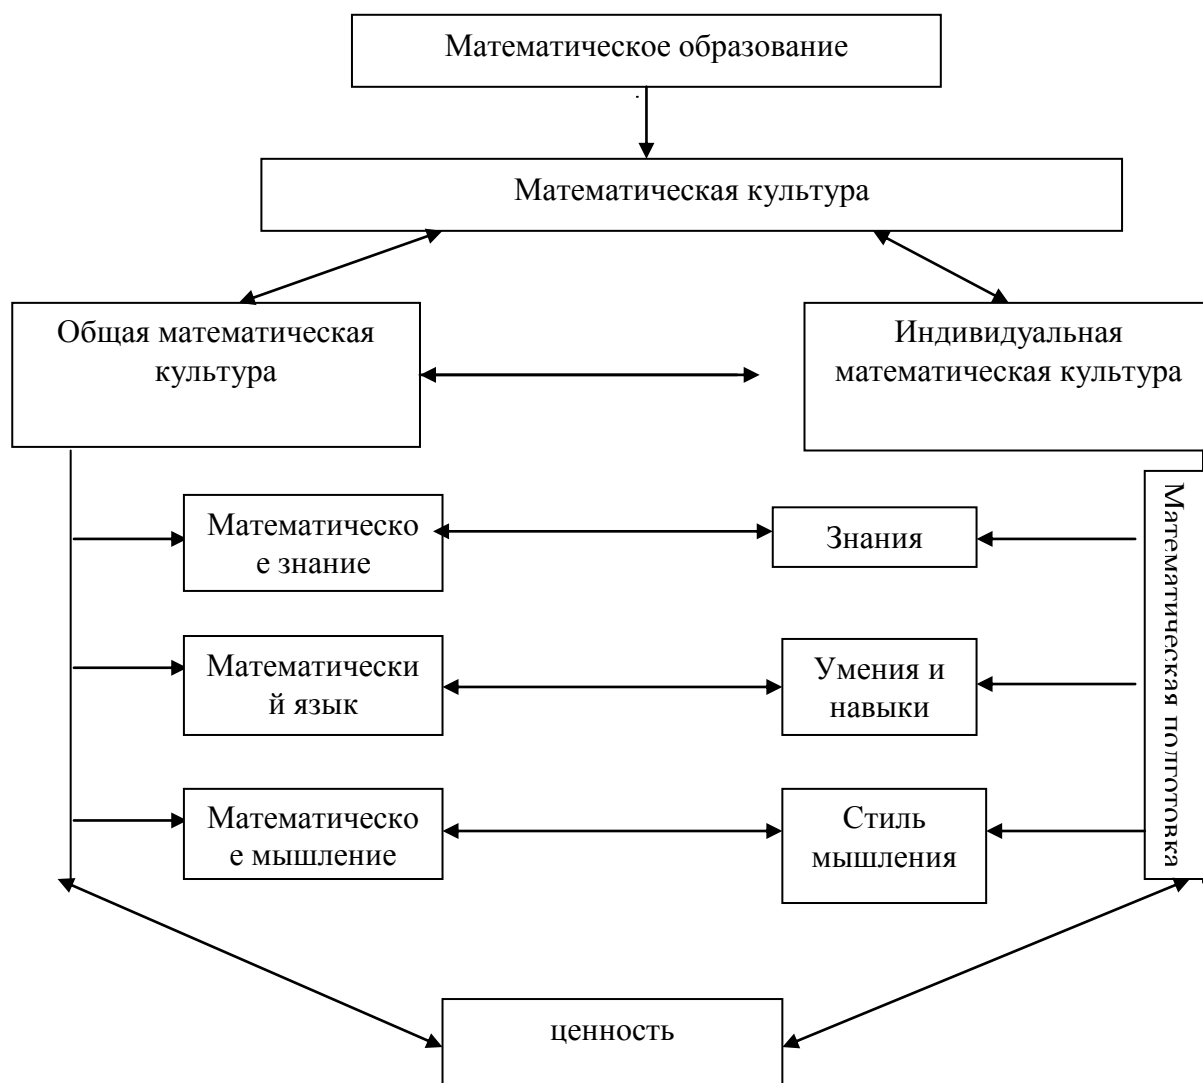 Математическое образование
Математическая культура
Общая математическая
культура
Индивидуальная
математическая культура
Математическо
е знание
Знания
Математически
й язык
Умения и
навыки
Математическо
е мышление
Стиль
мышления
Математическая подготовка
ценность